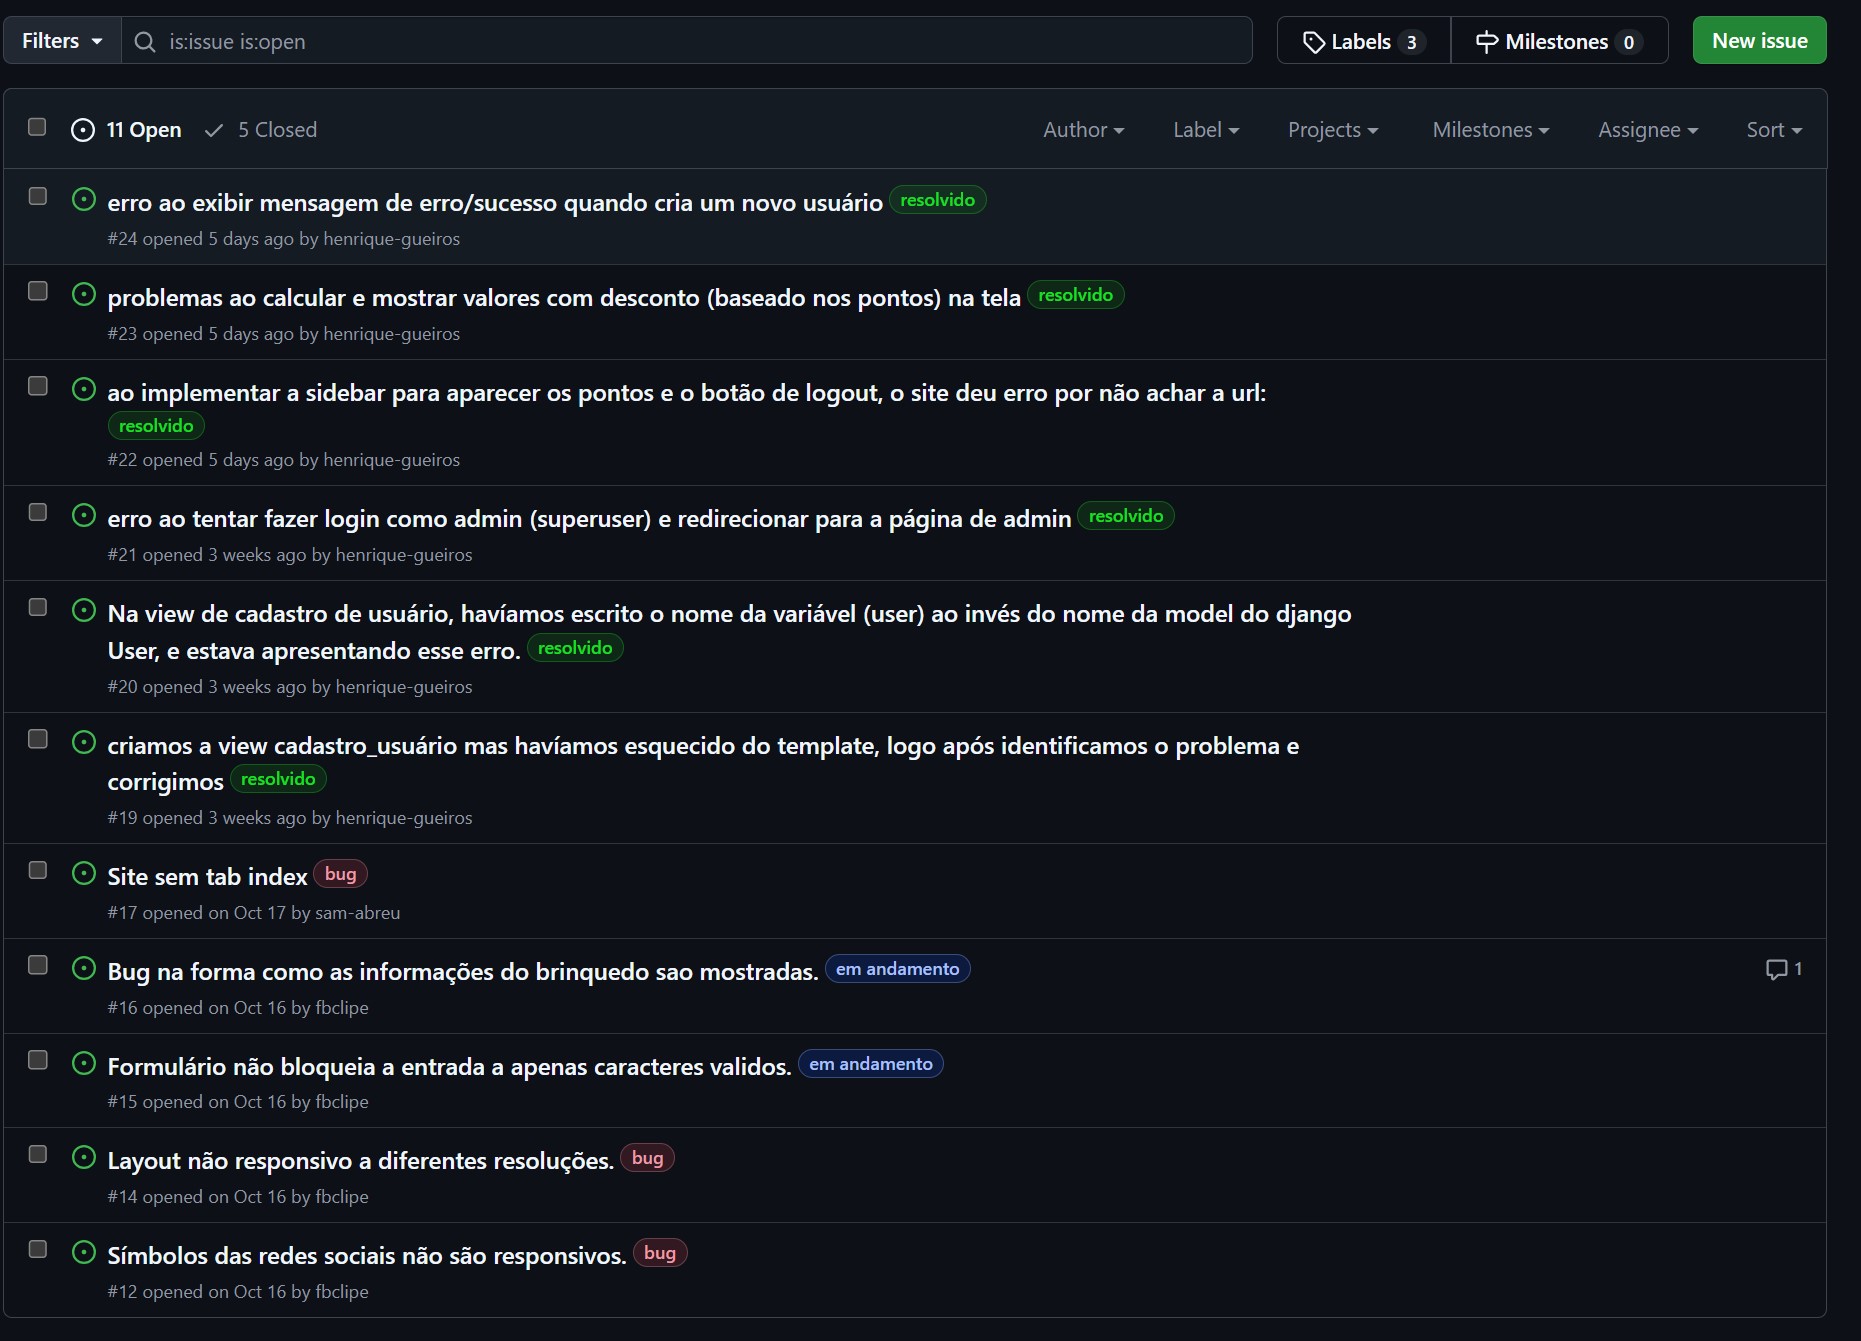 Filters is:issue is:open Labels 3 Milestones 0 New issue
11 Open 5 Closed Author Label Projects Milestones Assignee Sort
erro ao exibir mensagem de erro/sucesso quando cria um novo usuário resolvido
#24 opened 5 days ago by henrique-gueiros
problemas ao calcular e mostrar valores com desconto (baseado nos pontos) na tela resolvido
#23 opened 5 days ago by henrique-gueiros
ao implementar a sidebar para aparecer os pontos e o botão de logout, o site deu erro por não achar a url:
resolvido
#22 opened 5 days ago by henrique-gueiros
erro ao tentar fazer login como admin (superuser) e redirecionar para a página de admin resolvido
#21 opened 3 weeks ago by henrique-gueiros
Na view de cadastro de usuário, havíamos escrito o nome da variável (user) ao invés do nome da model do django
User, e estava apresentando esse erro. resolvido
#20 opened 3 weeks ago by henrique-gueiros
criamos a view cadastro_usuário mas havíamos esquecido do template, logo após identificamos o problema e
corrigimos resolvido
#19 opened 3 weeks ago by henrique-gueiros
Site sem tab index bug
#17 opened on Oct 17 by sam-abreu
Bug na forma como as informações do brinquedo sao mostradas. em andamento 1
#16 opened on Oct 16 by fbclipe
Formulário não bloqueia a entrada a apenas caracteres validos. em andamento
#15 opened on Oct 16 by fbclipe
Layout não responsivo a diferentes resoluções. bug
#14 opened on Oct 16 by fbclipe
Símbolos das redes sociais não são responsivos. bug
#12 opened on Oct 16 by fbclipe